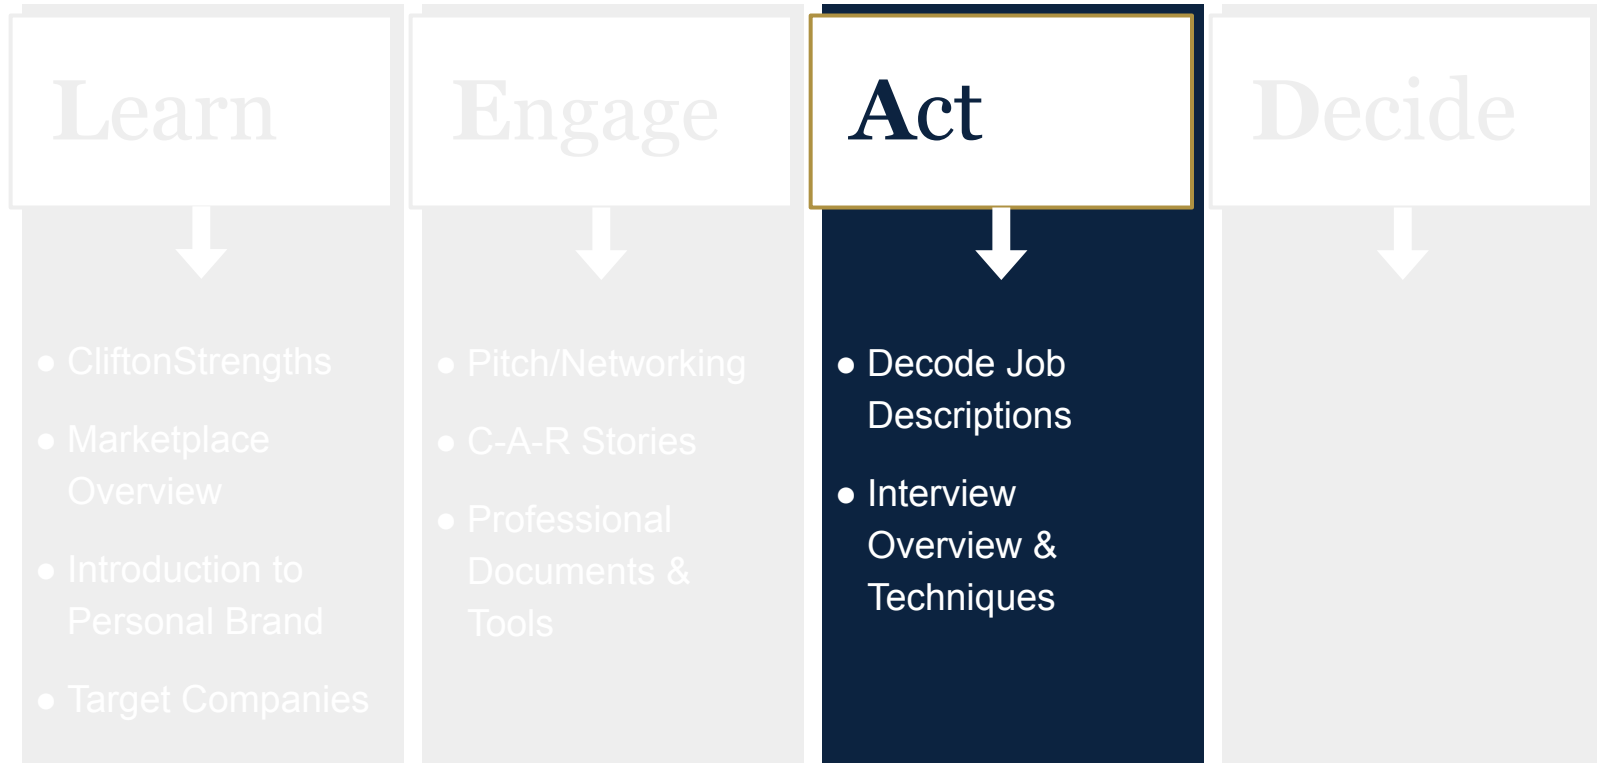 Learn
● CliftonStrengths
● Marketplace
Overview
● Introduction to
Personal Brand
● Target Companies
Engage
● Pitch/Networking
● C-A-R Stories
● Professional
Documents &
Tools
Act
● Decode Job
Descriptions
● Interview
Overview &
Techniques
Decide